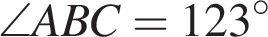 ∠ABC = 123°